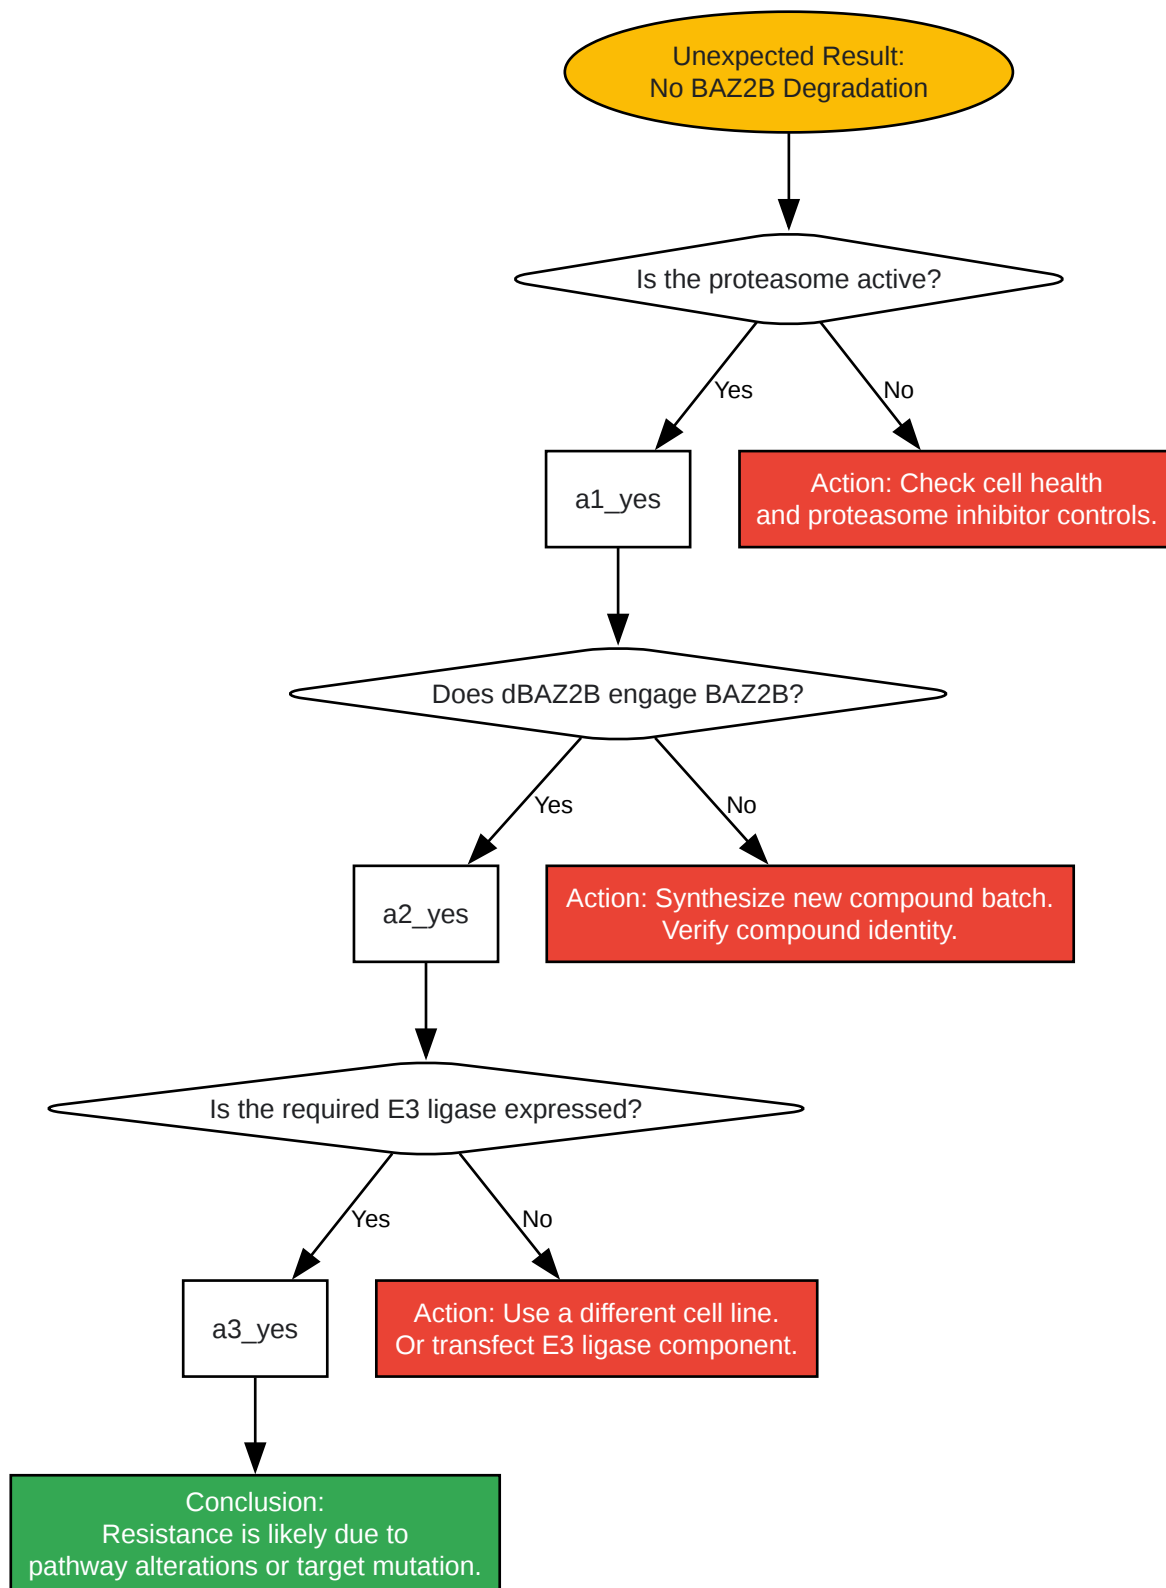 Unexpected Result:
No BAZ2B Degradation
Is the proteasome active?
Yes
No
a1_yes
Action: Check cell health
and proteasome inhibitor controls.
Does dBAZ2B engage BAZ2B?
Yes
No
a2_yes
Action: Synthesize new compound batch.
Verify compound identity.
Is the required E3 ligase expressed?
Yes
No
a3_yes
Action: Use a different cell line.
Or transfect E3 ligase component.
Conclusion:
Resistance is likely due to
pathway alterations or target mutation.